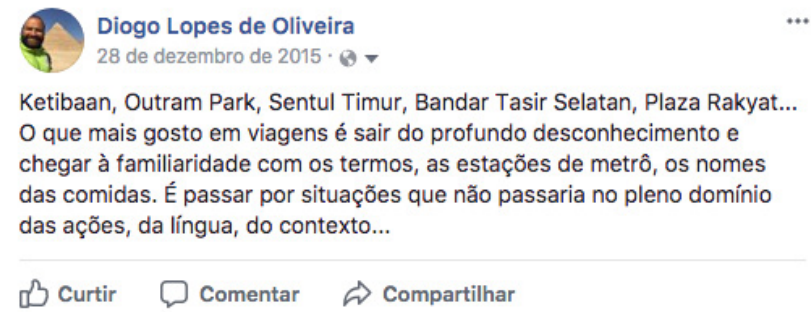 Diogo Lopes de Oliveira
28 de dezembro de 2015 ·
Ketibaan, Outram Park, Sentul Timur, Bandar Tasir Selatan, Plaza Rakyat...
O que mais gosto em viagens é sair do profundo desconhecimento e
chegar à familiaridade com os termos, as estações de metrô, os nomes
das comidas. É passar por situações que não passaria no pleno domínio
das ações, da língua, do contexto...
Curtir Comentar Compartilhar